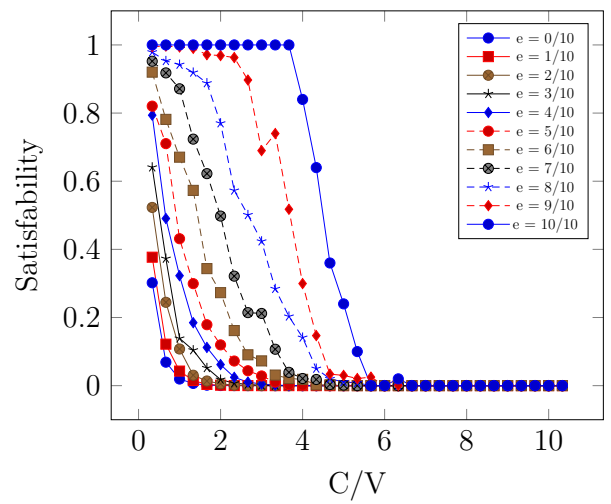 1
0.8
0.6
0.4
0.2
0
Satisfability
0 2 4 6 8 10
C/V
e = 0/10
e = 1/10
e = 2/10
e = 3/10
e = 4/10
e = 5/10
e = 6/10
e = 7/10
e = 8/10
e = 9/10
e = 10/10